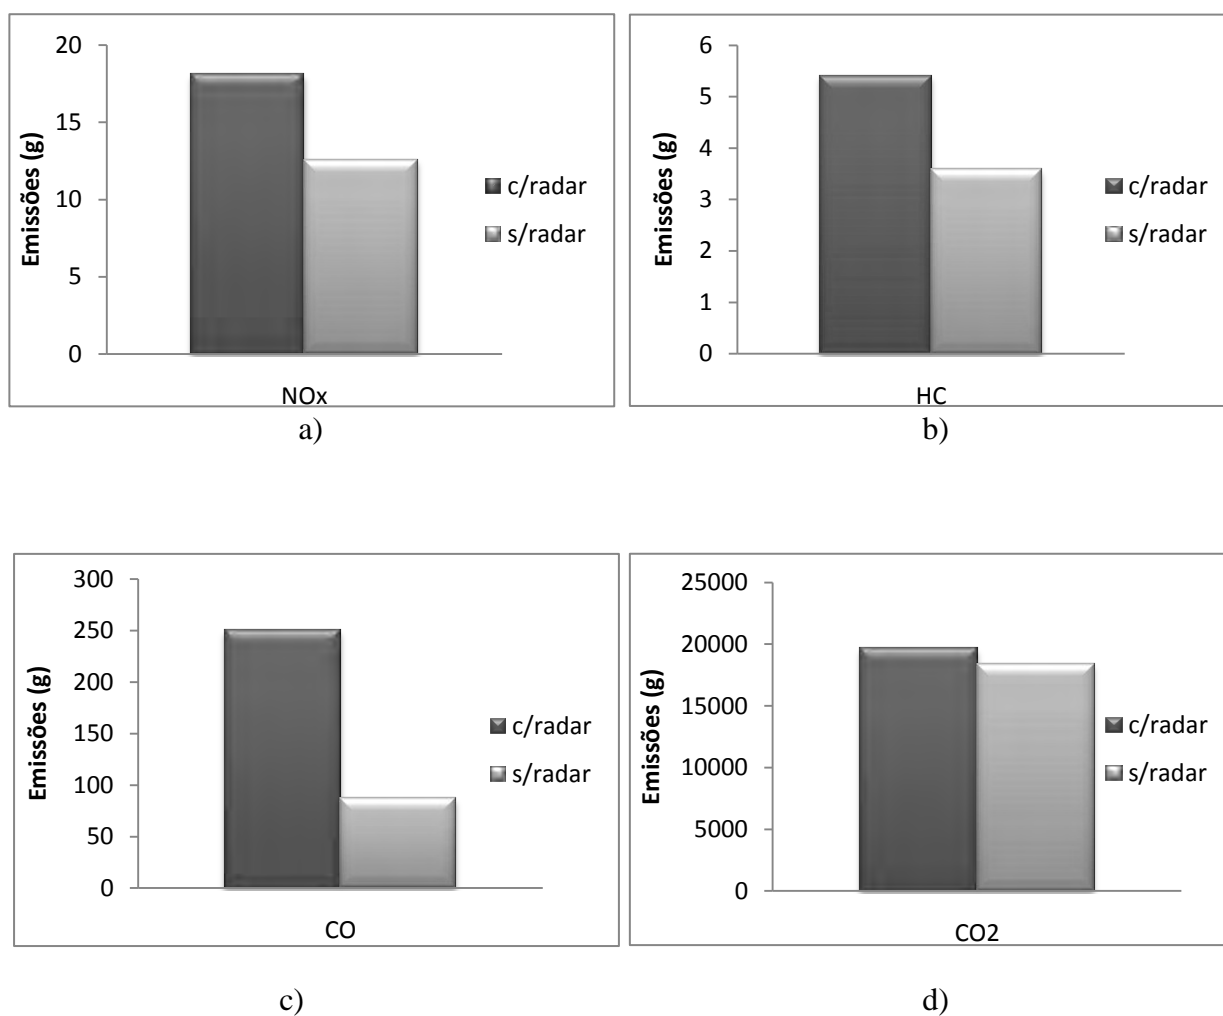 20
15
10
5
0
Emissões (g)
c/radar
s/radar
NOx
a)
6
5
4
3
2
1
0
Emissões (g)
c/radar
s/radar
HC
b)
300
250
200
150
100
50
0
Emissões (g)
c/radar
s/radar
CO
c)
25000
20000
15000
10000
5000
0
Emissões (g)
c/radar
s/radar
CO2
d)